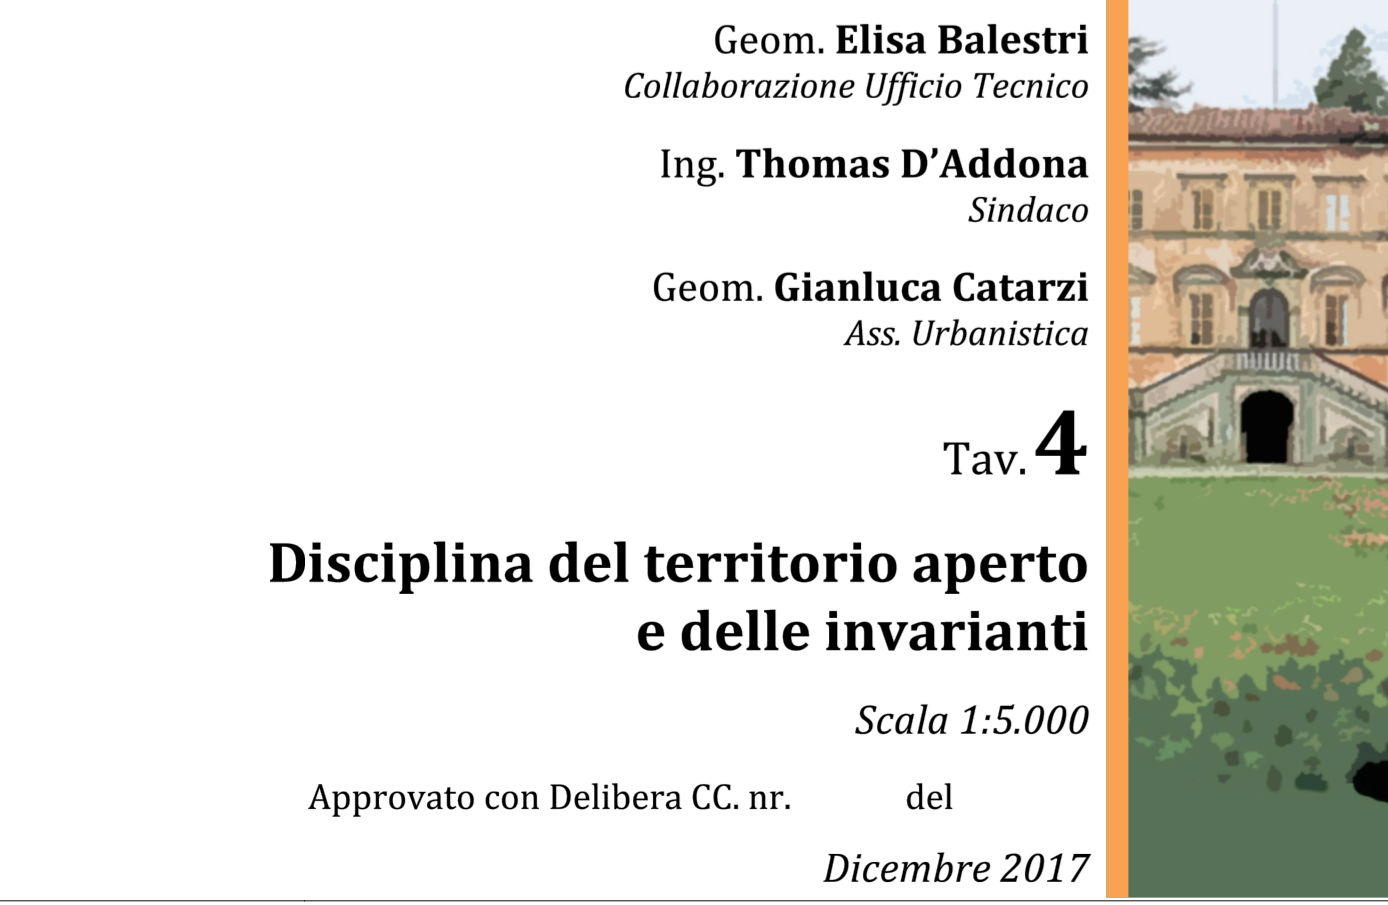 Geom. Elisa Balestri
Collaborazione Ufficio Tecnico
Ing. Thomas D’Addona
Sindaco
Geom. Gianluca Catarzi
Ass. Urbanistica
Tav. 4
Disciplina del territorio aperto
e delle invarianti
Scala 1:5.000
Approvato con Delibera CC. nr. del
Dicembre 2017